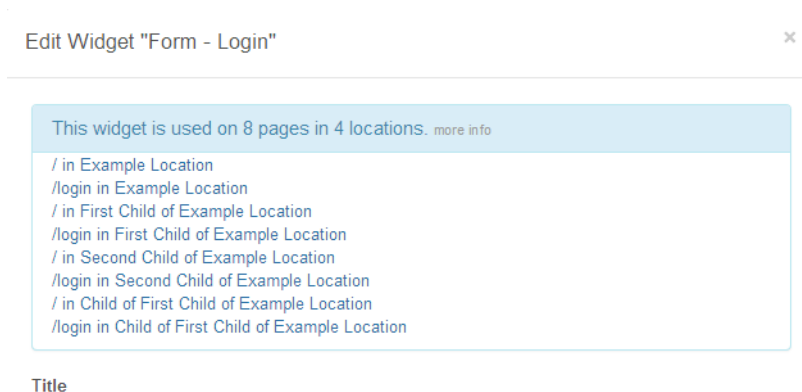 Edit Widget "Form - Login"
×
This widget is used on 8 pages in 4 locations. more info
/ in Example Location
/login in Example Location
/ in First Child of Example Location
/login in First Child of Example Location
/ in Second Child of Example Location
/login in Second Child of Example Location
/ in Child of First Child of Example Location
/login in Child of First Child of Example Location
Title